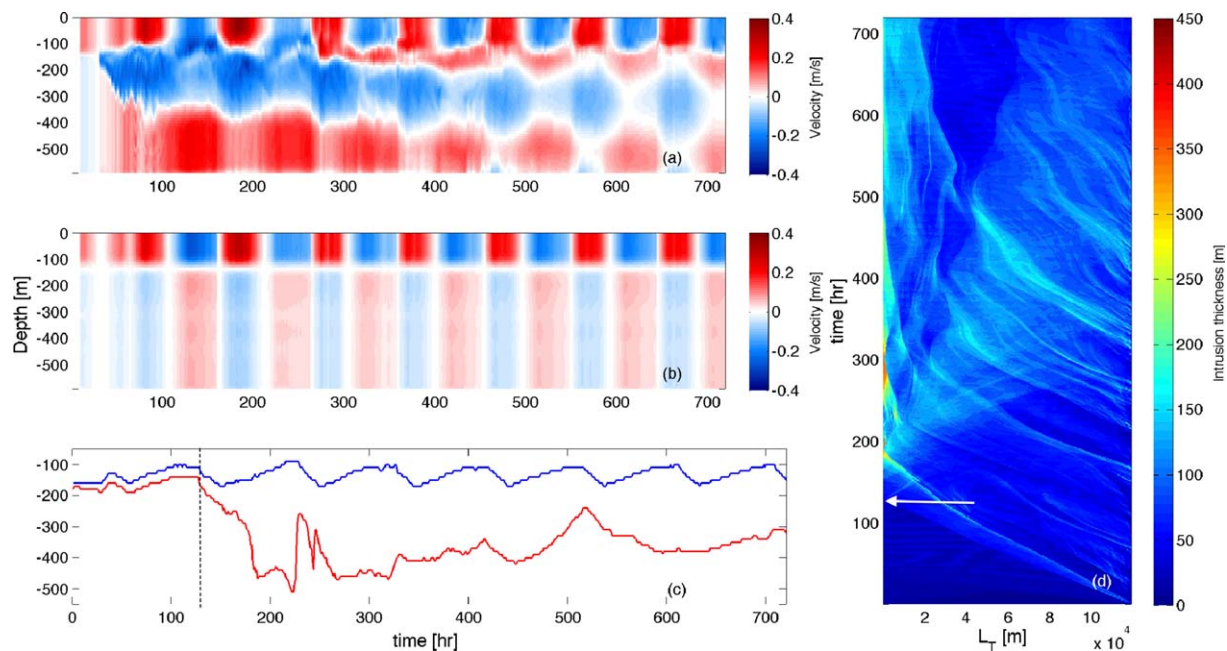 0
-100
-200
-300
-400
-500
100 200 300 400 500 600 700
(a)
0.4
0.2
0
-0.2
-0.4
Velocity [m/s]
0
-100
-200
-300
-400
-500
Depth [m]
100 200 300 400 500 600 700
(b)
0.4
0.2
0
-0.2
-0.4
Velocity [m/s]
-100
-200
-300
-400
-500
0 100 200 300 400 500 600 700
(c)
time [hr]
700
600
500
400
300
200
100
time [hr]
(d)
2 4 6 8 10
L_T [m]
x 10^4
450
400
350
300
250
200
150
100
50
0
Intrusion thickness [m]